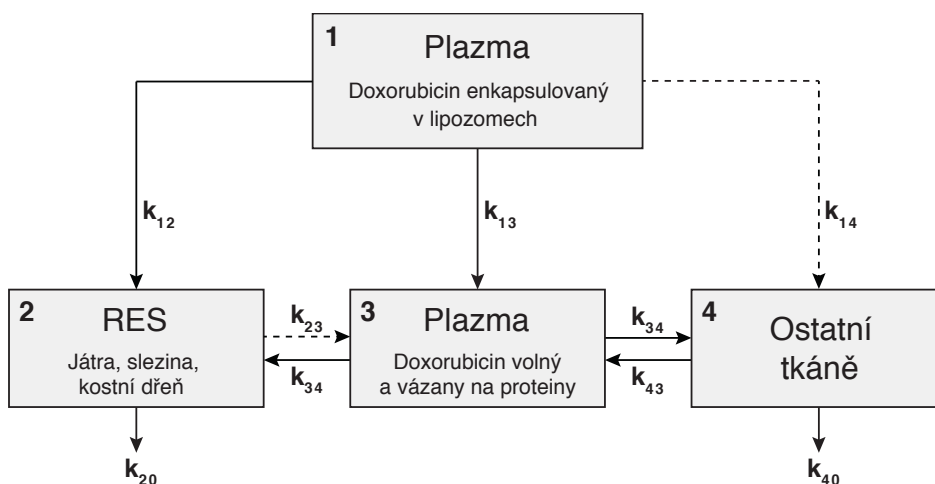 1
Plazma
Doxorubicin enkapsulovaný
v lipozomech
k12
k13
k14
2
RES
Játra, slezina,
kostní dřeň
k23
k34
3
Plazma
Doxorubicin volný
a vázany na proteiny
k34
k43
4
Ostatní
tkáně
k20
k40